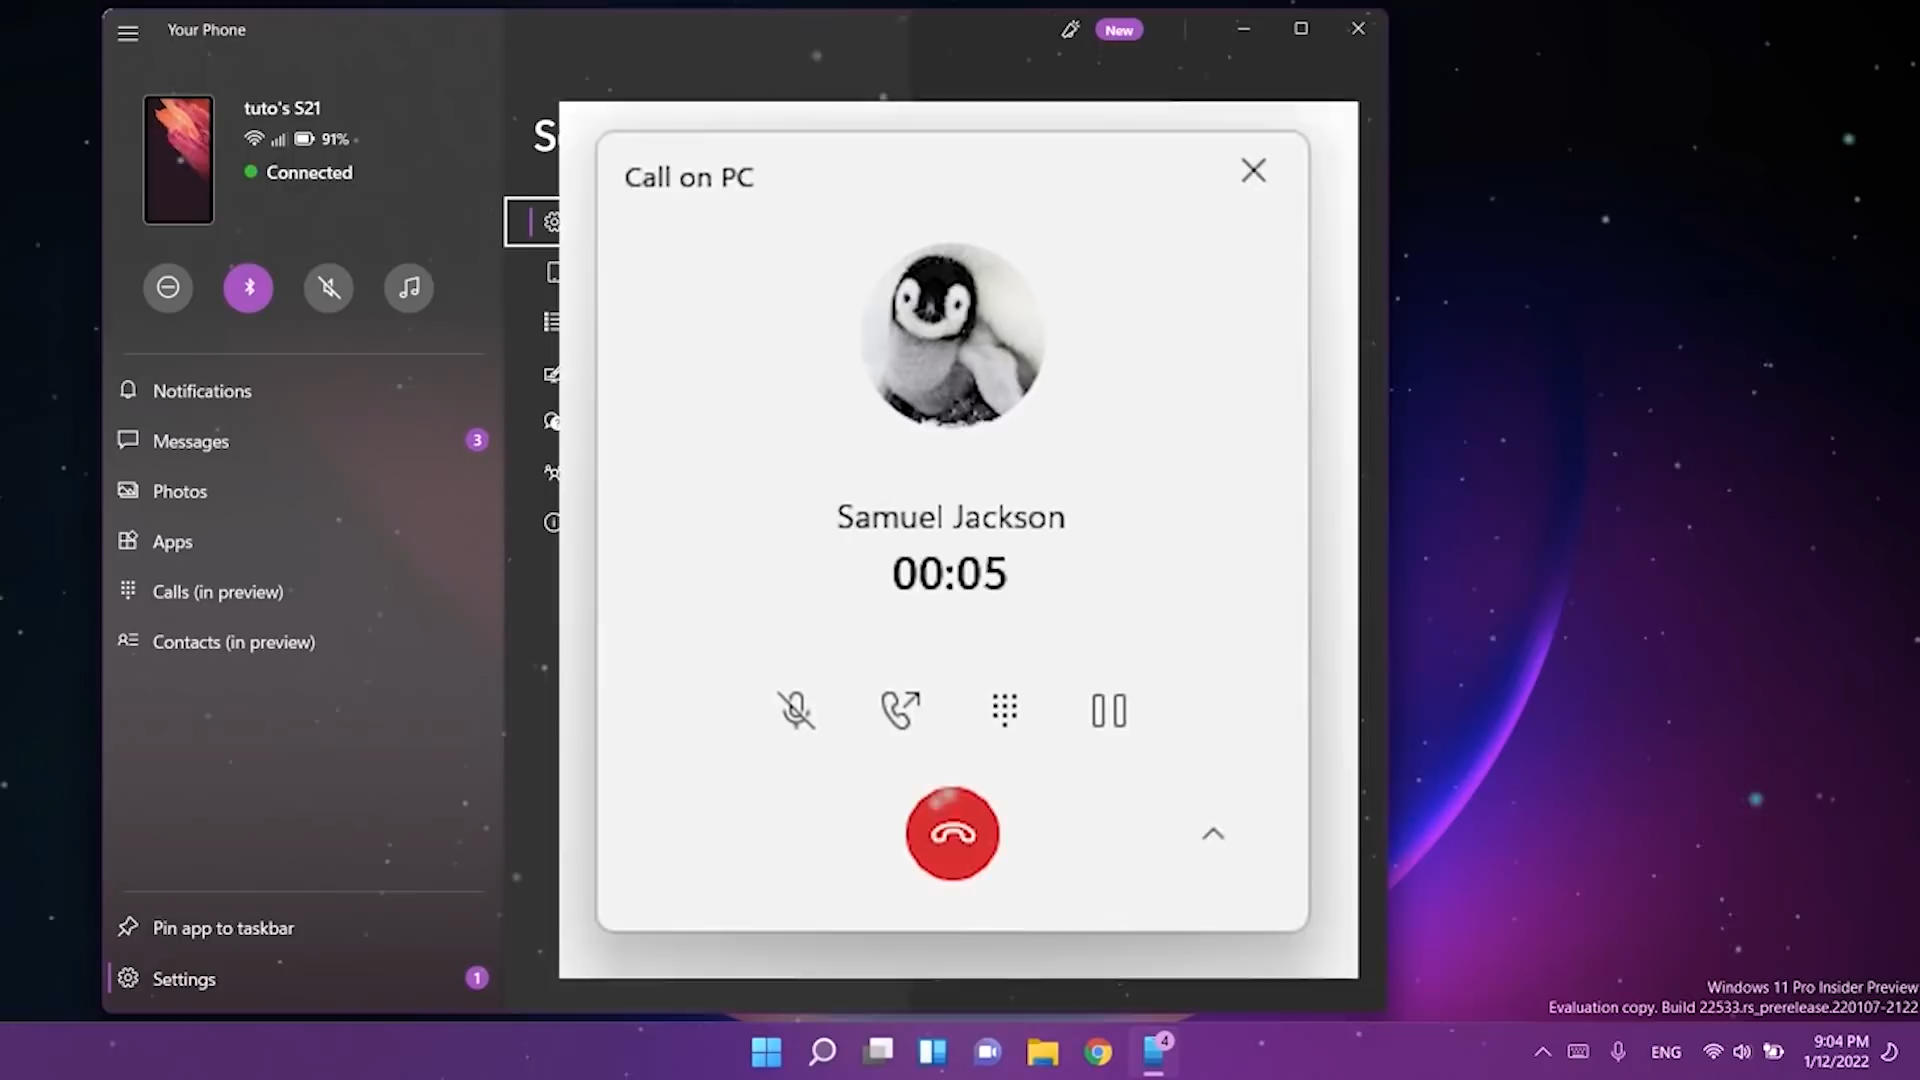 Your Phone
New
tuto's S21
91%
Connected
Notifications
Messages
3
Photos
Apps
Calls (in preview)
Contacts (in preview)
Pin app to taskbar
Settings
1
Call on PC
Samuel Jackson
00:05
Windows 11 Pro Insider Preview
Evaluation copy. Build 22533.rs_prerelease.220107-2122
4
ENG
9:04 PM
1/12/2022